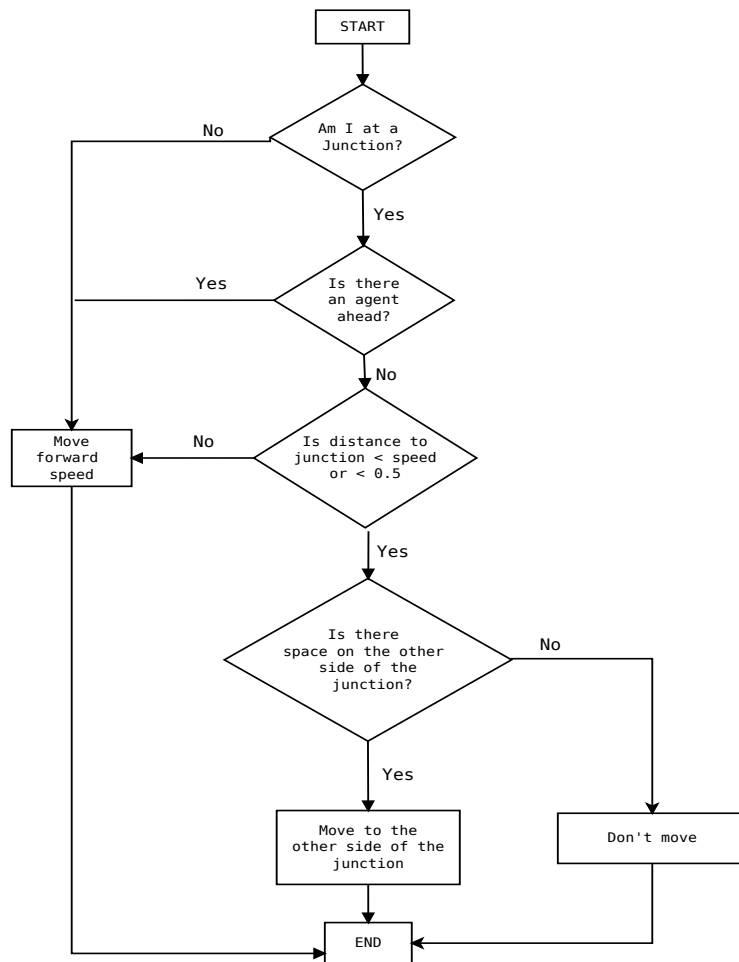 START
Am I at a
Junction?
No
Yes
Is there
an agent
ahead?
Yes
No
Is distance to
junction < speed
or < 0.5
No
Move
forward
speed
Yes
Is there
space on the other
side of the
junction?
No
Yes
Move to the
other side of the
junction
Don't move
END